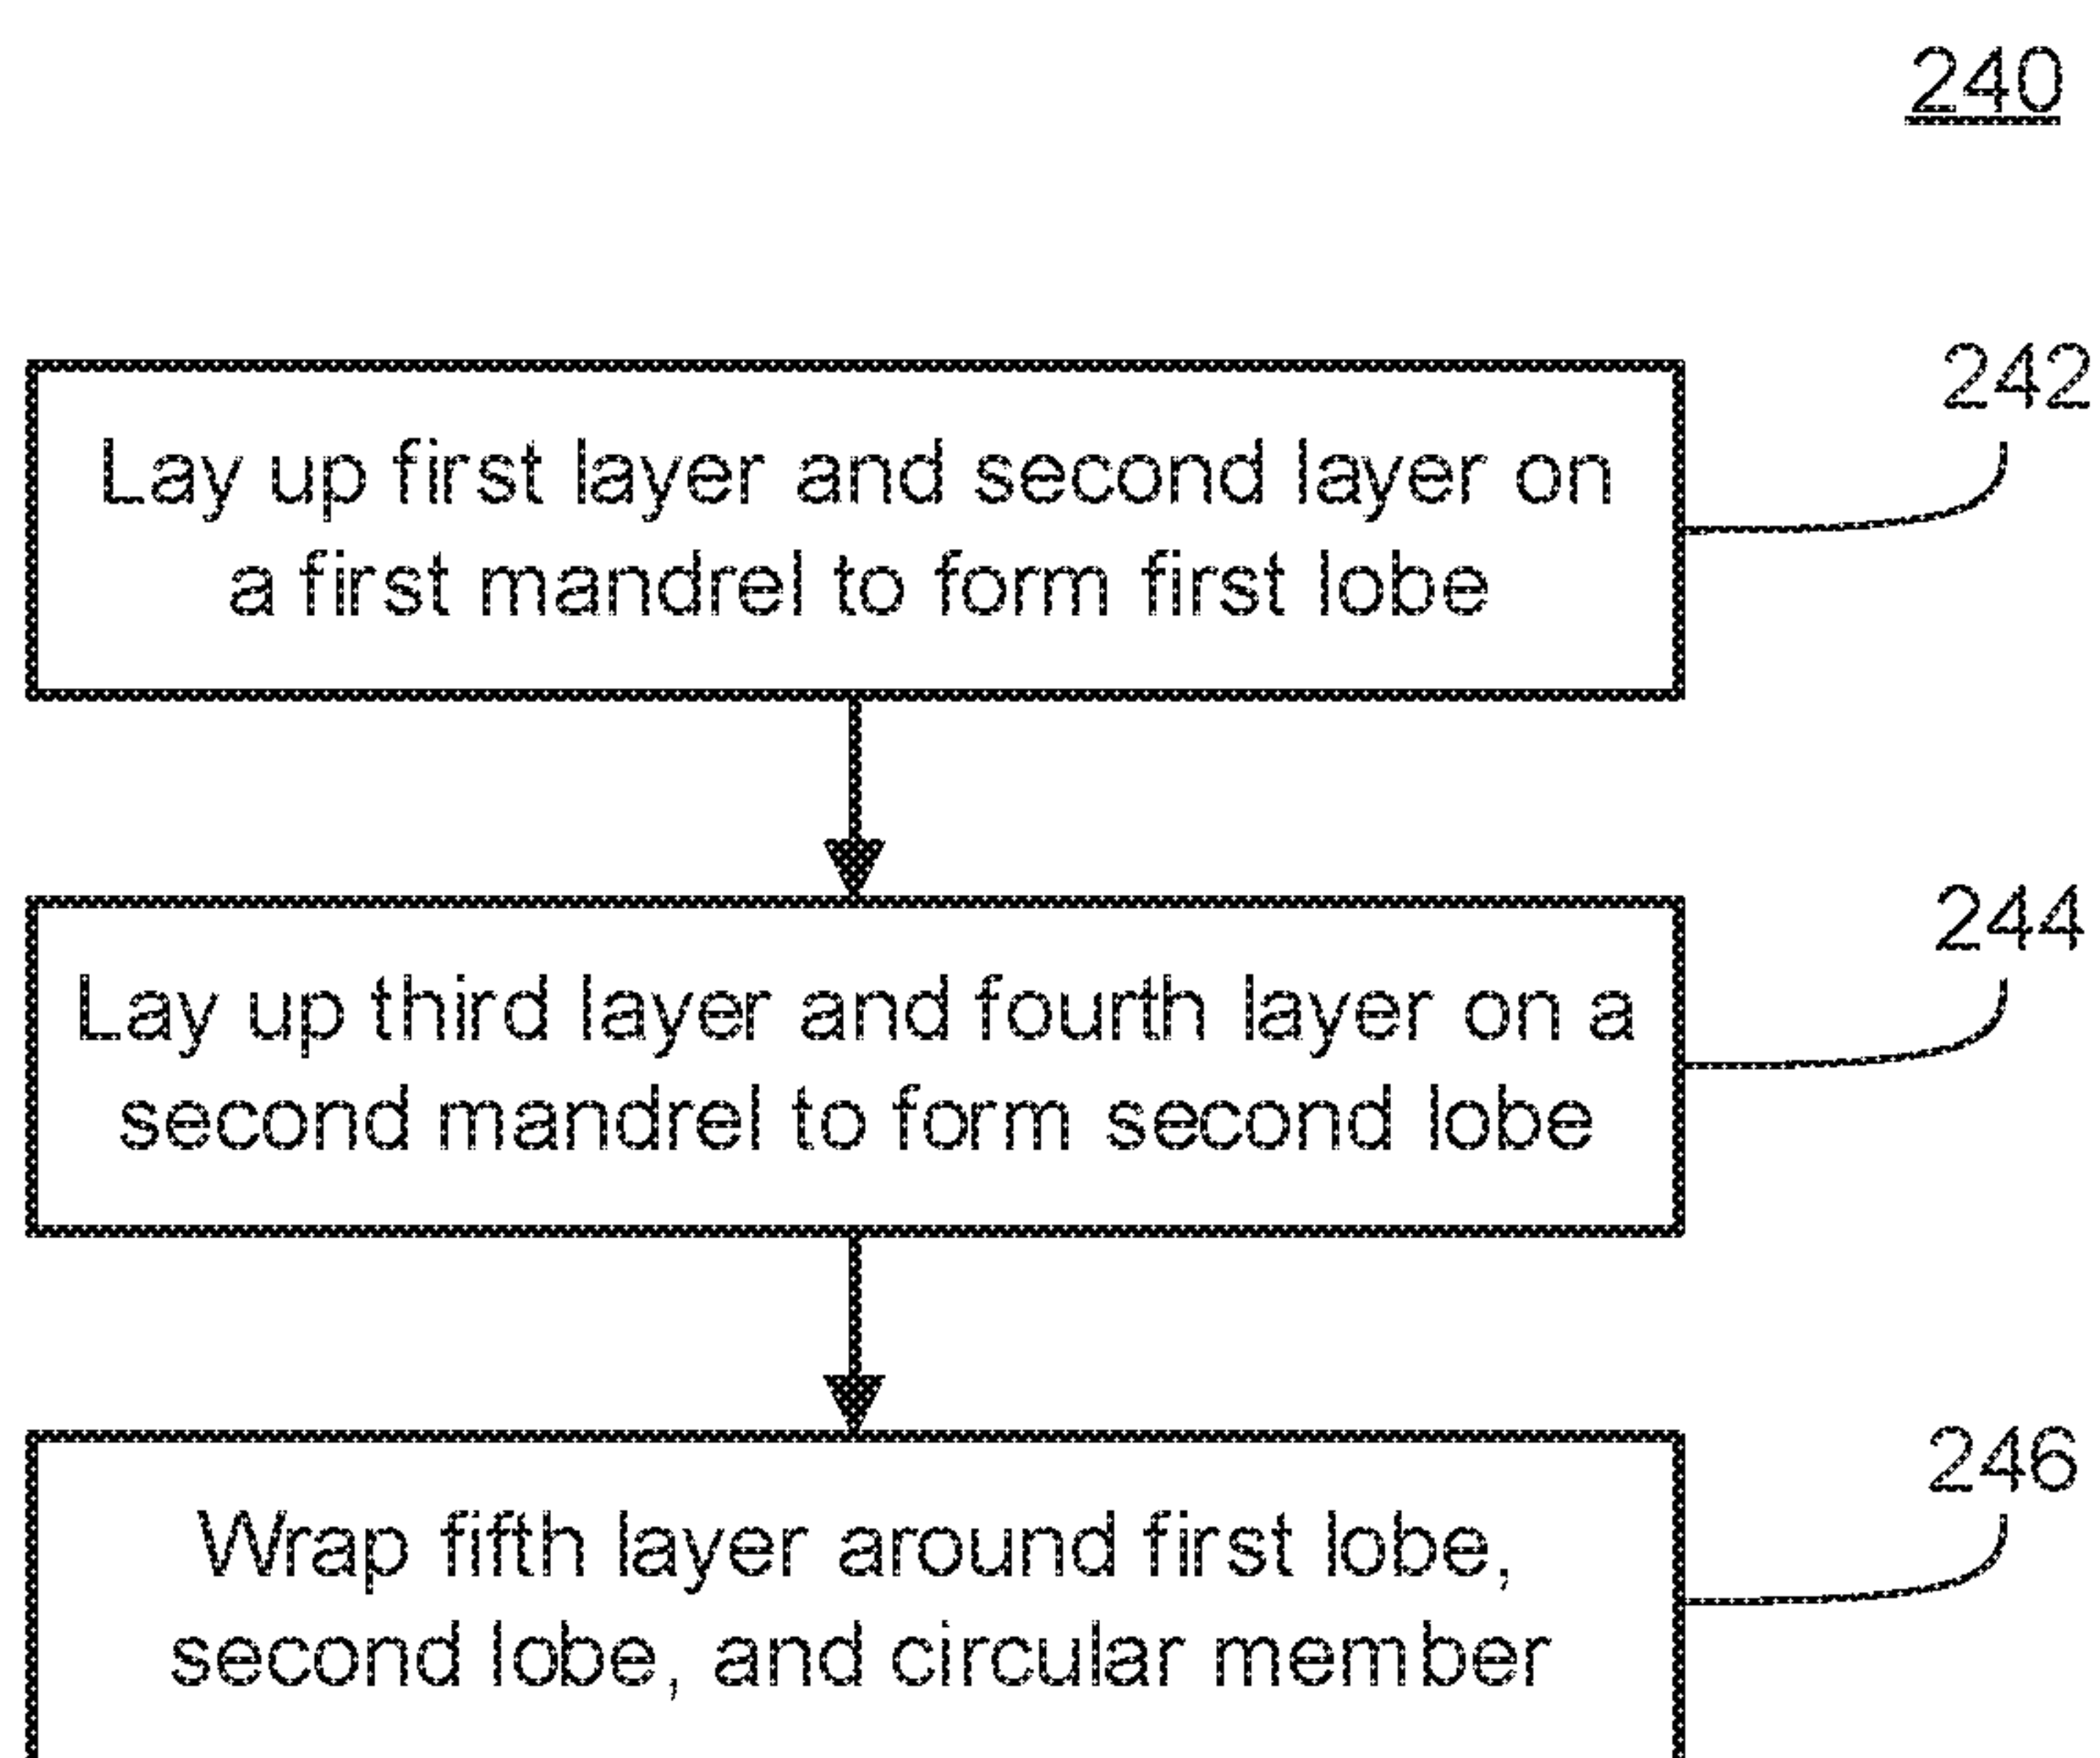 240
242
Lay up first layer and second layer on
a first mandrel to form first lobe
244
Lay up third layer and fourth layer on a
second mandrel to form second lobe
246
Wrap fifth layer around first lobe,
second lobe, and circular member